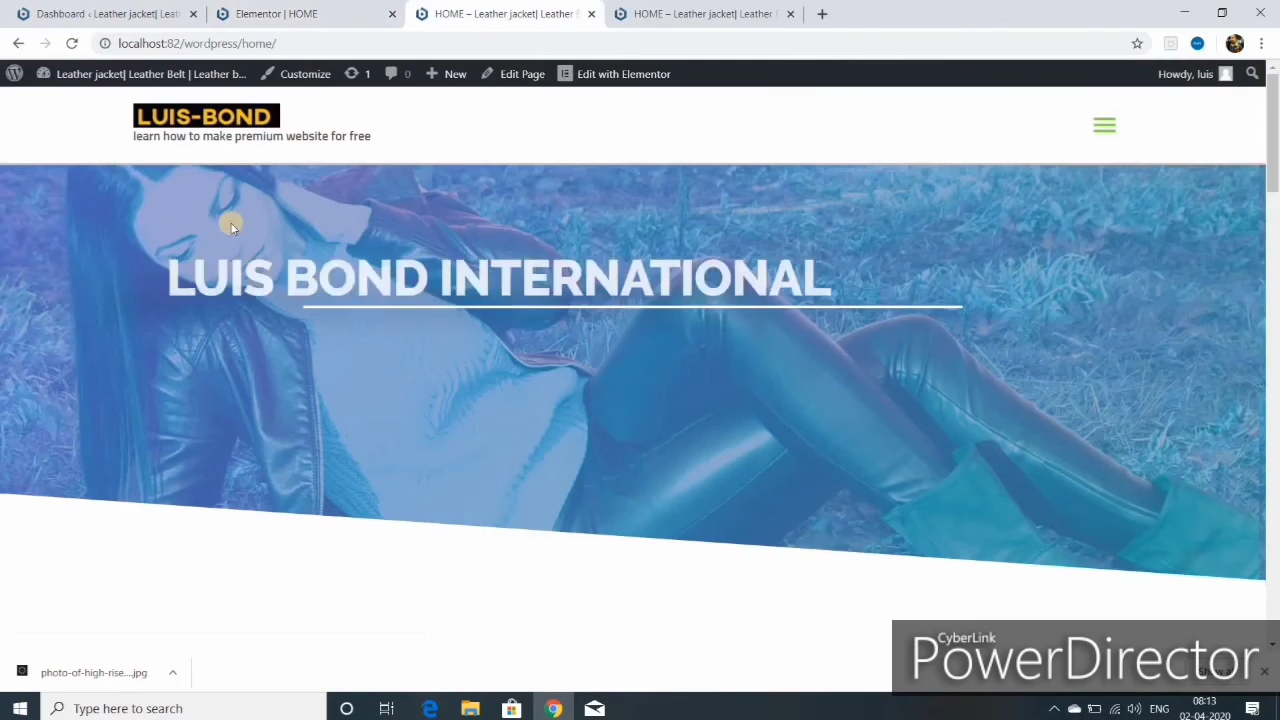 Dashboard ‹ Leather jacket| Leat
Elementor | HOME
HOME – Leather jacket| Leather B
HOME – Leather jacket| Leather B
localhost:82/wordpress/home/
Leather jacket| Leather Belt | Leather b...
Customize
1
0
New
Edit Page
Edit with Elementor
Howdy, luis
LUIS-BOND
learn how to make premium website for free
LUIS BOND INTERNATIONAL
photo-of-high-rise....jpg
CyberLink
PowerDirector
Type here to search
ENG
08:13
02-04-2020